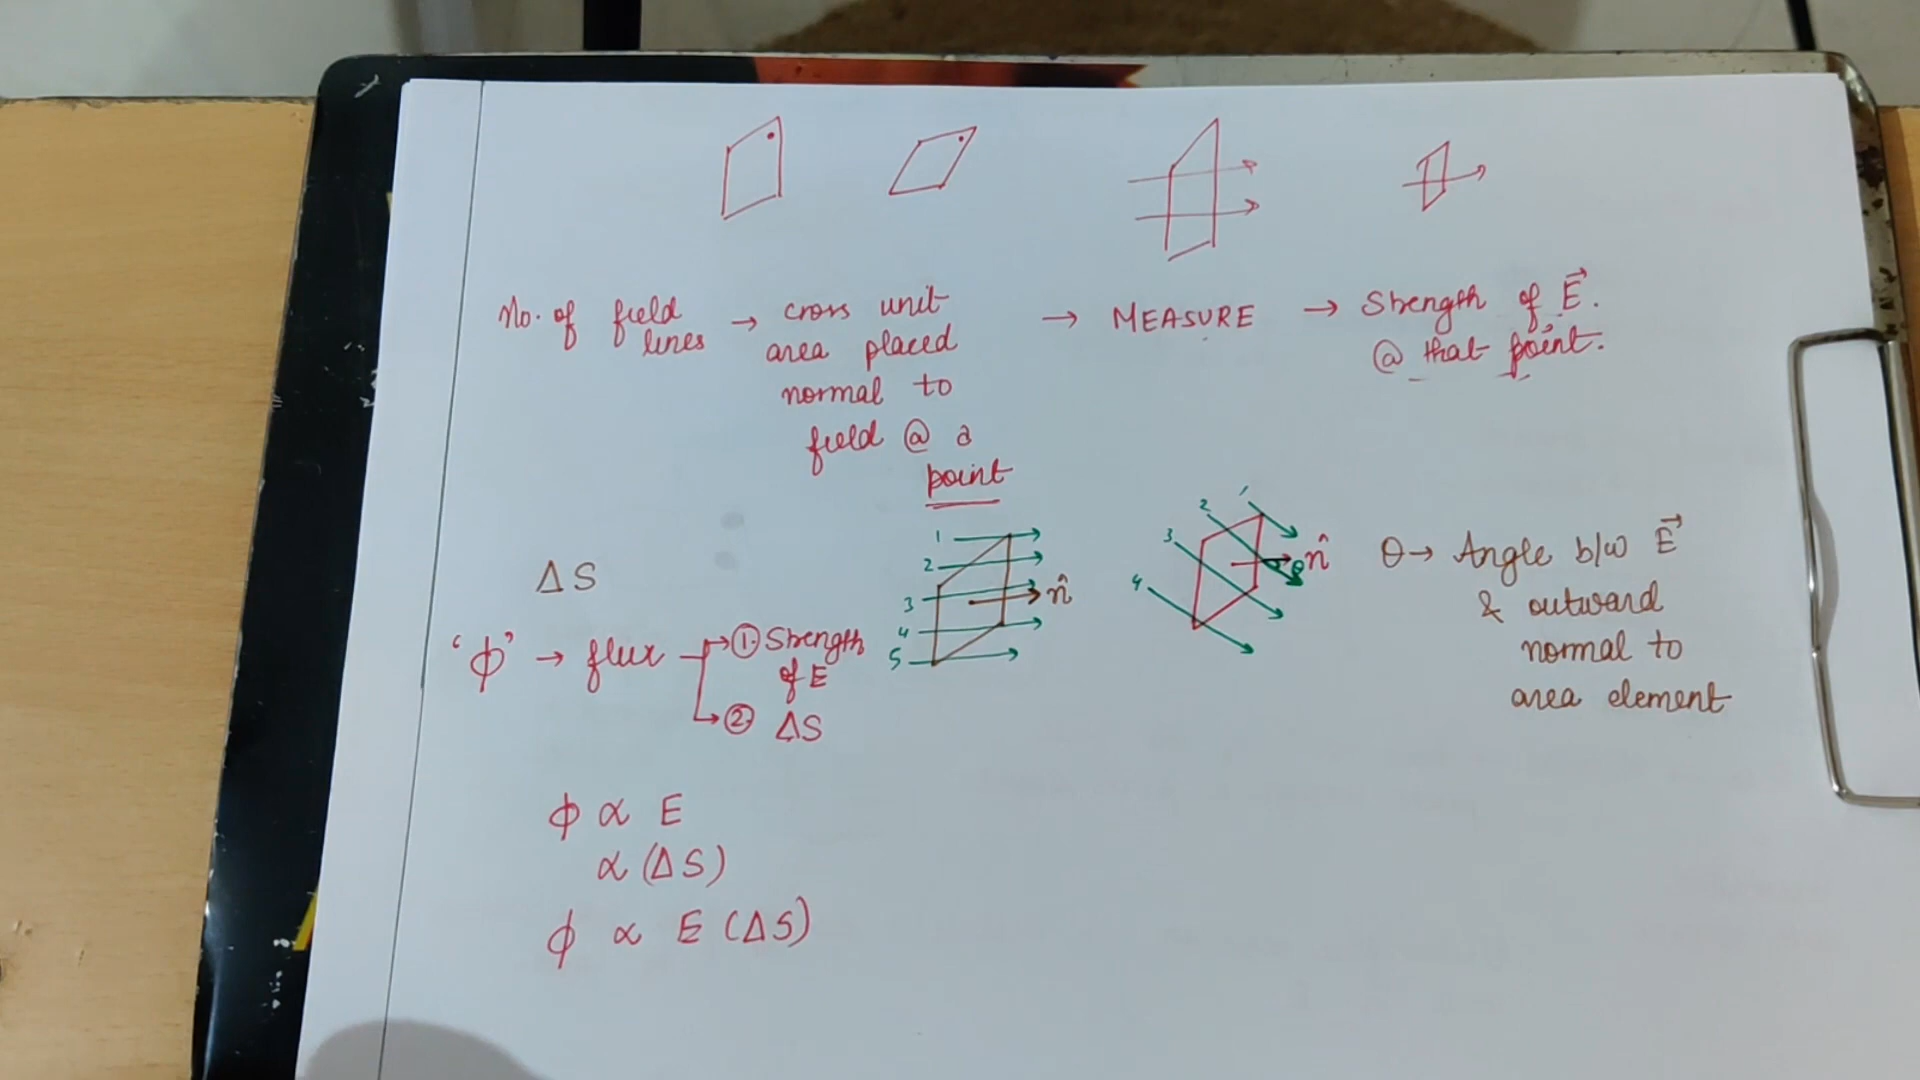 No. of field lines → cross unit area placed normal to field @ a point → MEASURE → Strength of E⃗. @ that point.
1
2
3
4
5
n̂
1
2
3
4
θ
n̂
θ → Angle b/w E⃗
& outward
normal to
area element
ΔS
'ϕ' → flux → ① Strength of E
→ ② ΔS
ϕ ∝ E
∝ (ΔS)
ϕ ∝ E (ΔS)